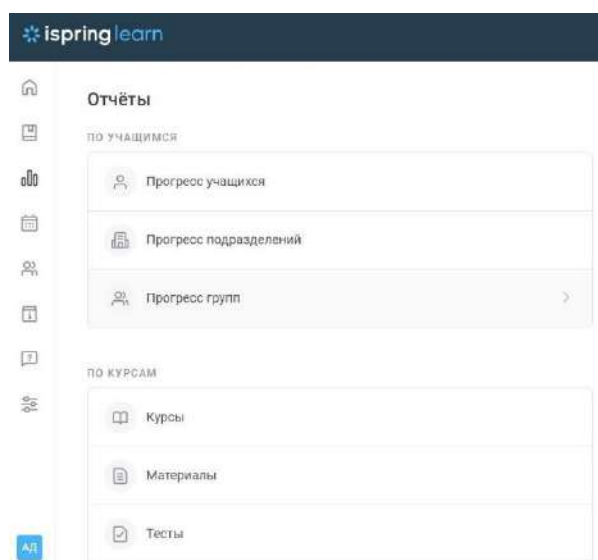 ispring learn
Отчёты
ПО УЧАЩИМСЯ
Прогресс учащихся
Прогресс подразделений
Прогресс групп
ПО КУРСАМ
Курсы
Материалы
Тесты
АД